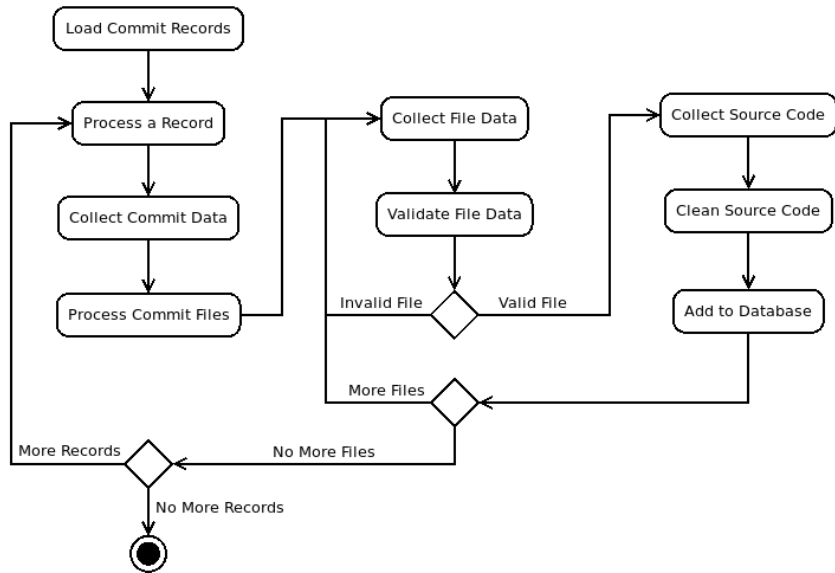 Load Commit Records
Process a Record
Collect Commit Data
Process Commit Files
Collect File Data
Validate File Data
Invalid File
Valid File
Collect Source Code
Clean Source Code
Add to Database
More Files
No More Files
More Records
No More Records